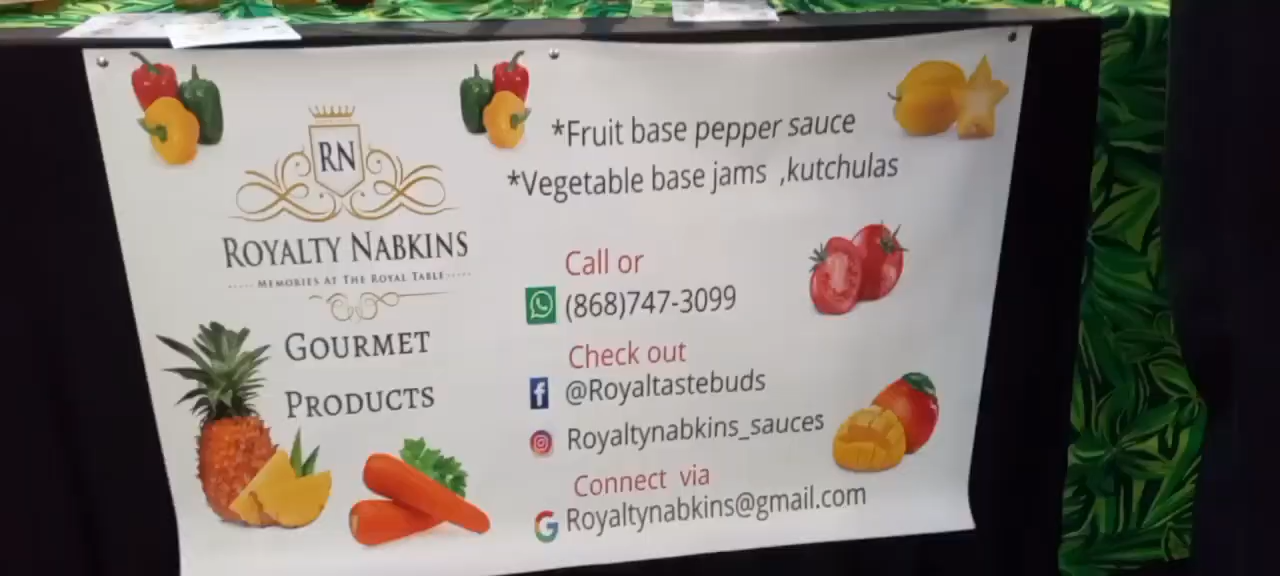 RN
ROYALTY NABKINS
MEMORIES AT THE ROYAL TABLE
GOURMET
PRODUCTS
*Fruit base pepper sauce
*Vegetable base jams ,kutchulas
Call or
(868)747-3099
Check out
@Royaltastebuds
Royaltynabkins_sauces
Connect via
Royaltynabkins@gmail.com